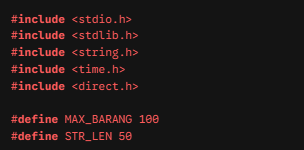 #include <stdio.h>
#include <stdlib.h>
#include <string.h>
#include <time.h>
#include <direct.h>
#define MAX_BARANG 100
#define STR_LEN 50